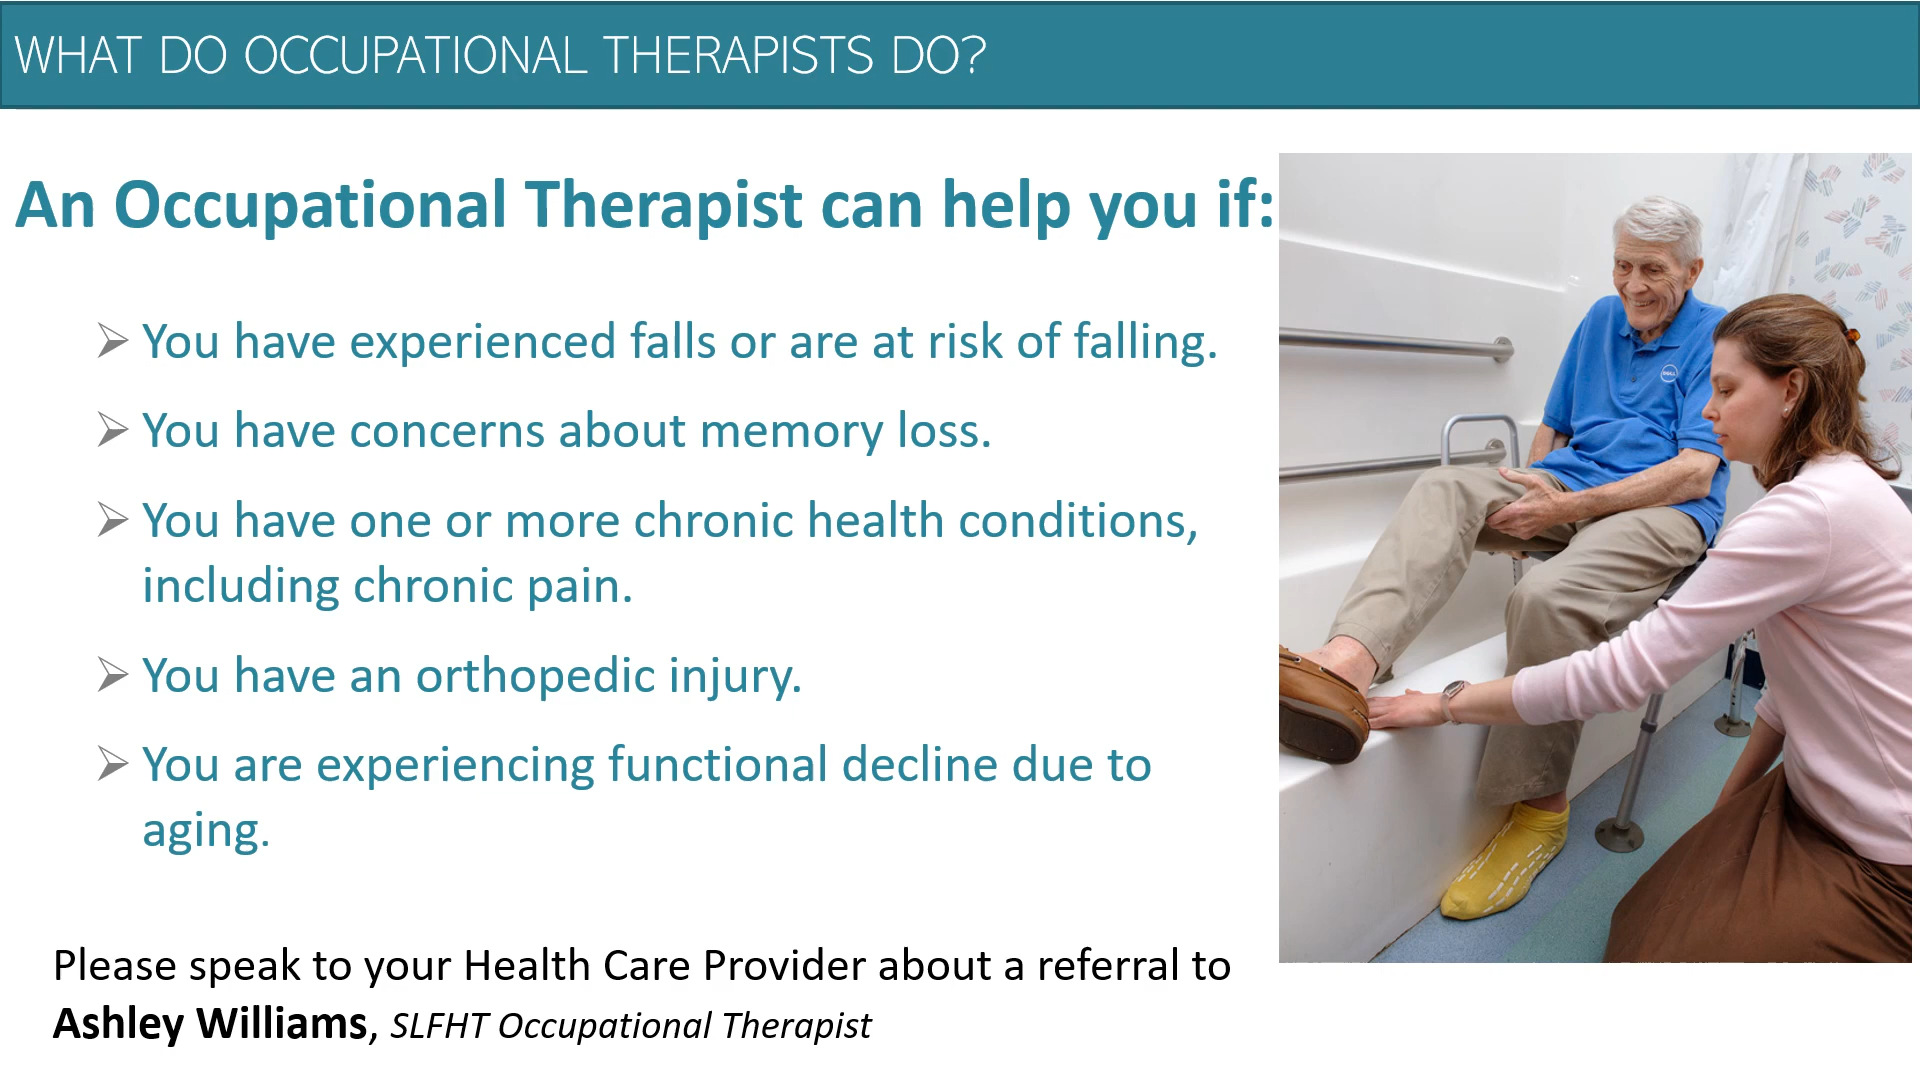 WHAT DO OCCUPATIONAL THERAPISTS DO?
An Occupational Therapist can help you if:
➢ You have experienced falls or are at risk of falling.
➢ You have concerns about memory loss.
➢ You have one or more chronic health conditions,
including chronic pain.
➢ You have an orthopedic injury.
➢ You are experiencing functional decline due to
aging.
Please speak to your Health Care Provider about a referral to
Ashley Williams, SLFHT Occupational Therapist
DELL